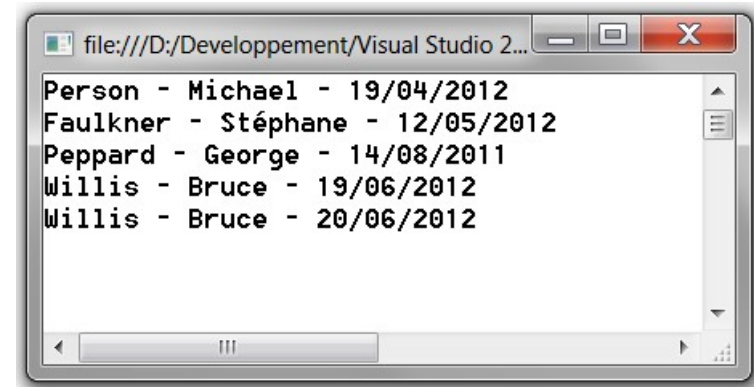 file:///D:/Developpement/Visual Studio 2...
Person - Michael - 19/04/2012
Faulkner - Stéphane - 12/05/2012
Peppard - George - 14/08/2011
Willis - Bruce - 19/06/2012
Willis - Bruce - 20/06/2012